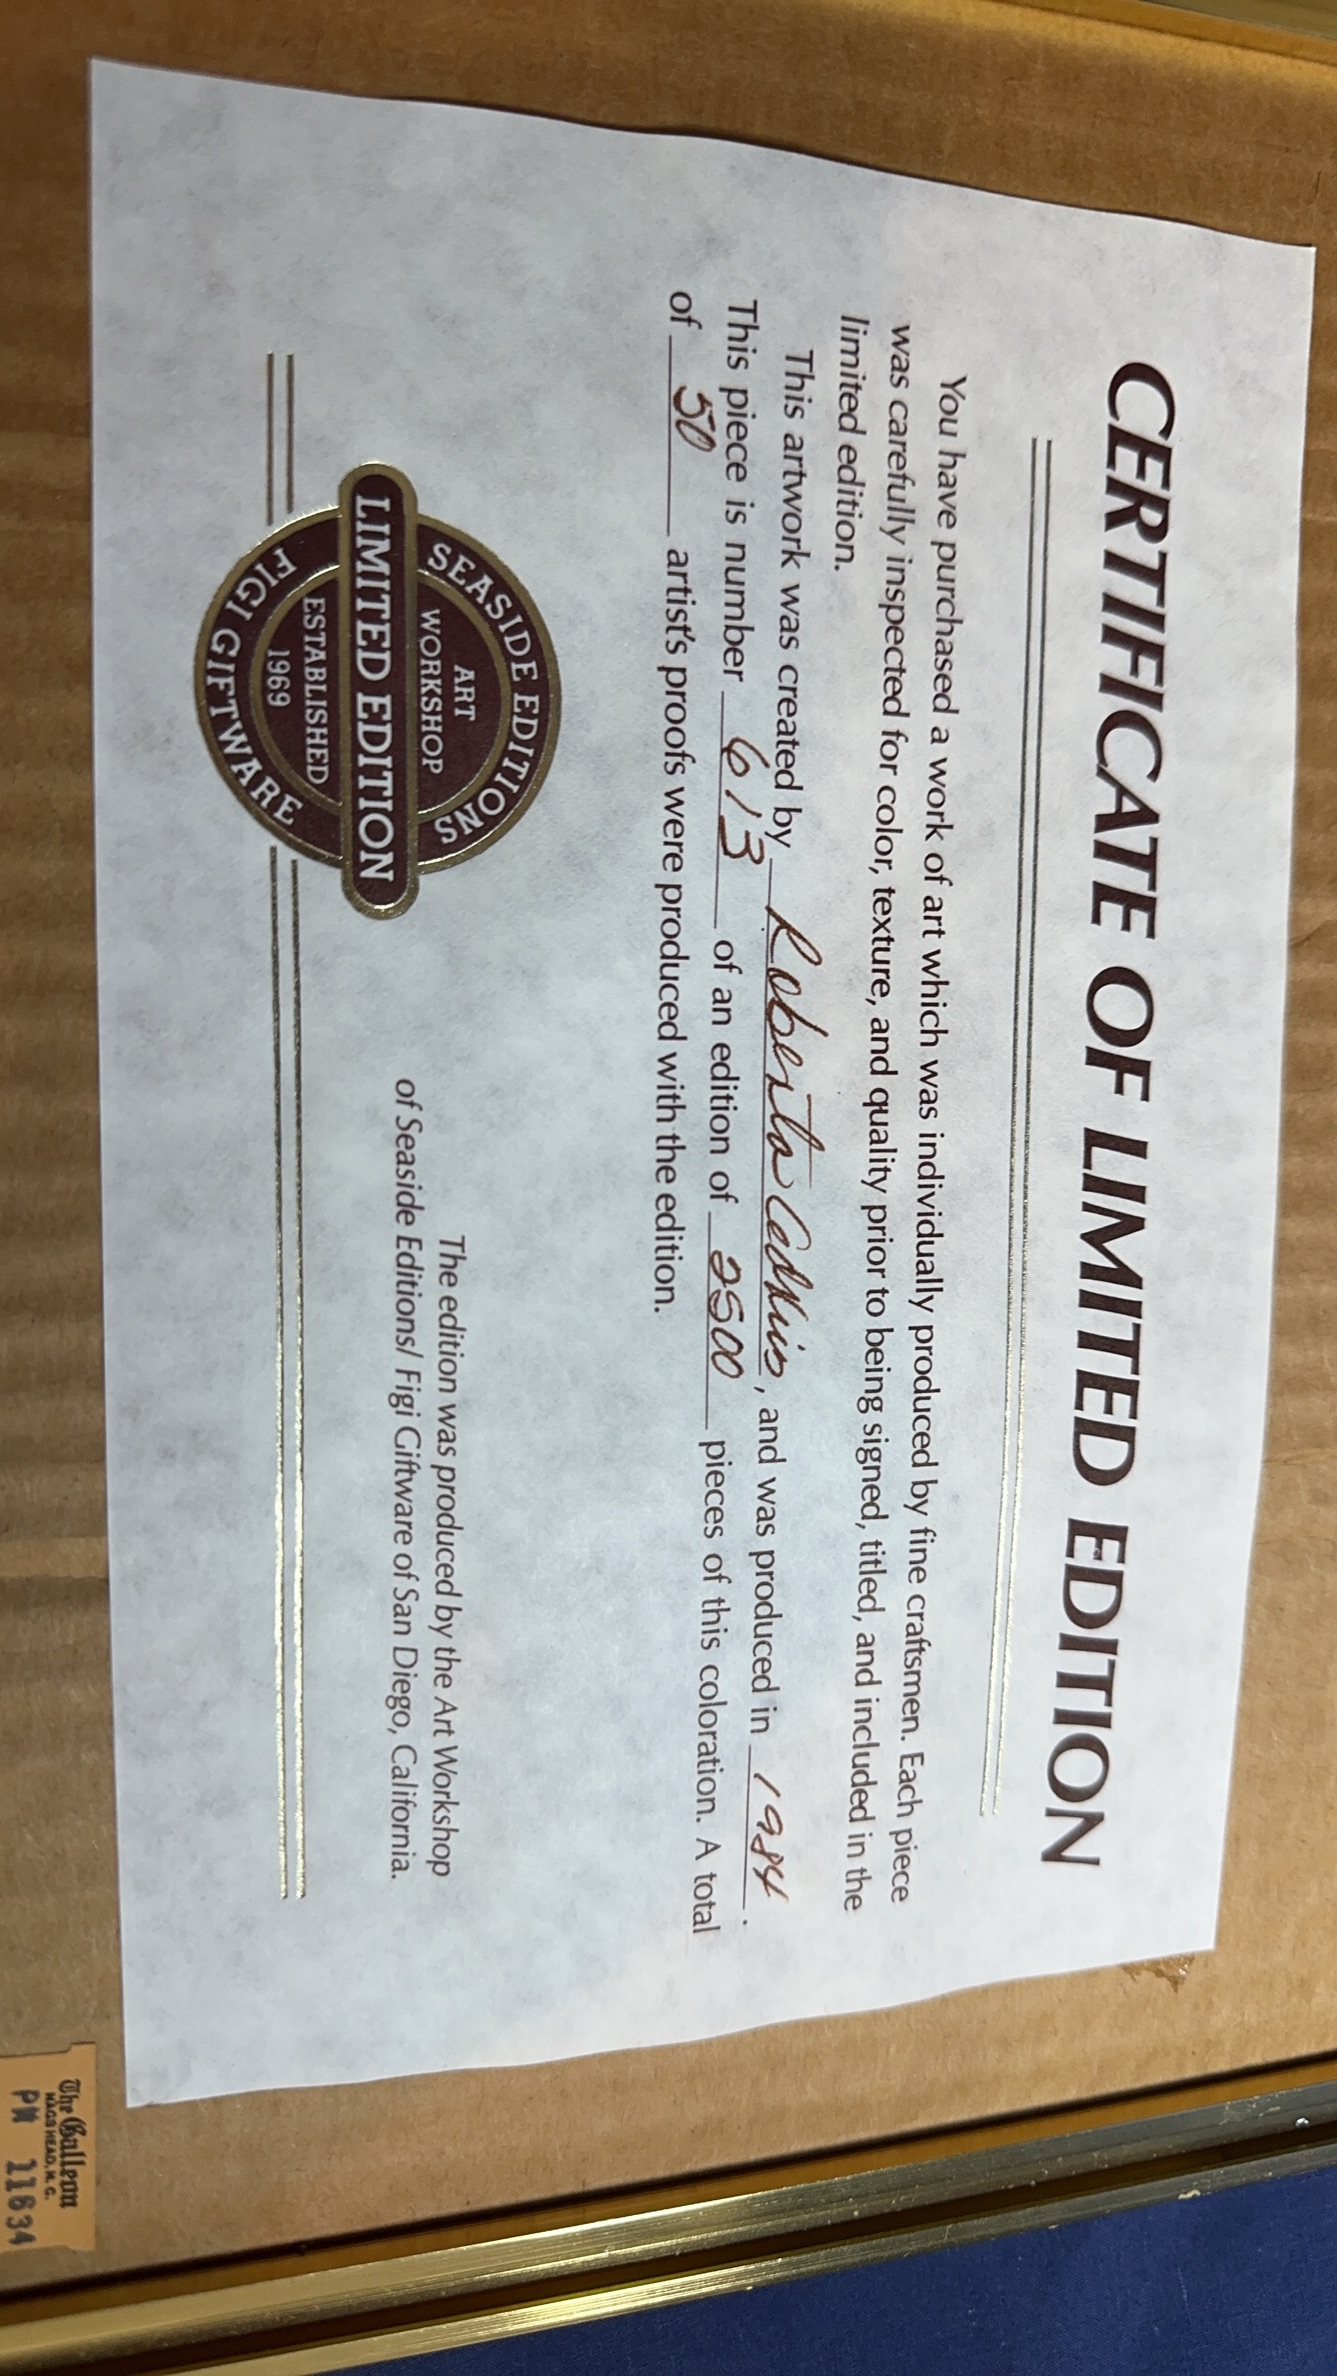 CERTIFICATE OF LIMITED EDITION
You have purchased a work of art which was individually produced by fine craftsmen. Each piece
was carefully inspected for color, texture, and quality prior to being signed, titled, and included in the
limited edition.
This artwork was created by Roberta, and was produced in 1984.
This piece is number 613 of an edition of 2500 pieces of this coloration. A total
of 50 artist's proofs were produced with the edition.
SEASIDE EDITIONS
ART
WORKSHOP
LIMITED EDITION
ESTABLISHED
1969
FIGI GIFTWARE
The edition was produced by the Art Workshop
of Seaside Editions/ Figi Giftware of San Diego, California.
The Galleon
NAGS HEAD, N. C.
PN 11634